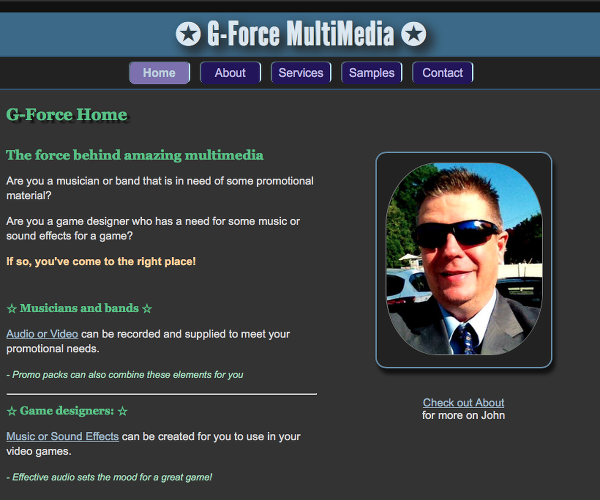 ✪ G-Force MultiMedia ✪
Home About Services Samples Contact
G-Force Home
The force behind amazing multimedia
Are you a musician or band that is in need of some promotional
material?
Are you a game designer who has a need for some music or
sound effects for a game?
If so, you've come to the right place!
☆ Musicians and bands ☆
Audio or Video can be recorded and supplied to meet your
promotional needs.
- Promo packs can also combine these elements for you
☆ Game designers: ☆
Music or Sound Effects can be created for you to use in your
video games.
- Effective audio sets the mood for a great game!
Check out About
for more on John